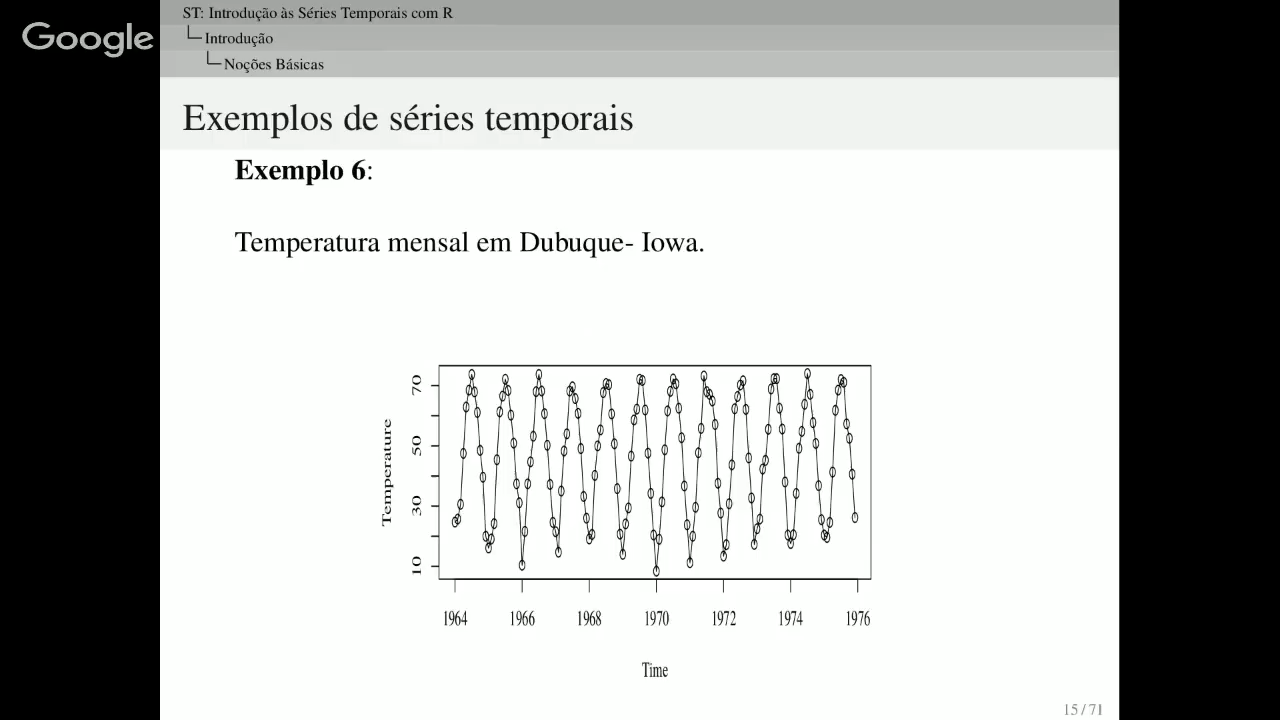 Google
ST: Introdução às Séries Temporais com R
Introdução
Noções Básicas
Exemplos de séries temporais
Exemplo 6:
Temperatura mensal em Dubuque- Iowa.
Temperature
70
50
30
10
1964 1966 1968 1970 1972 1974 1976
Time
15 / 71